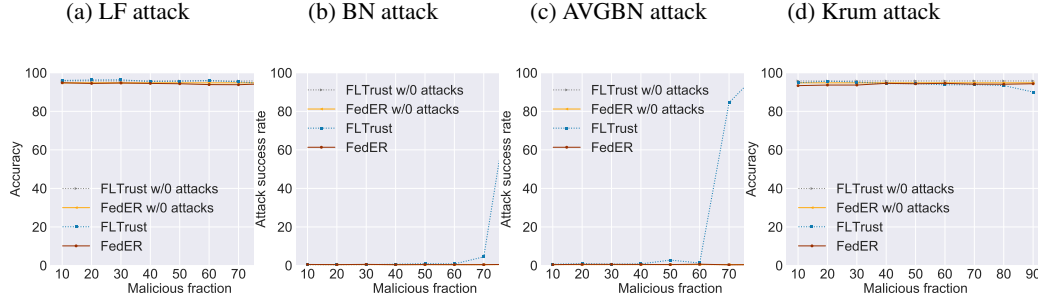 (a) LF attack
(b) BN attack
(c) AVGBN attack
(d) Krum attack
Accuracy
100
80
60
40
20
0
FLTrust w/0 attacks
FedER w/0 attacks
FLTrust
FedER
10 20 30 40 50 60 70
Malicious fraction
Attack success rate
100
80
60
40
20
0
FLTrust w/0 attacks
FedER w/0 attacks
FLTrust
FedER
10 20 30 40 50 60 70
Malicious fraction
Attack success rate
100
80
60
40
20
0
FLTrust w/0 attacks
FedER w/0 attacks
FLTrust
FedER
10 20 30 40 50 60 70
Malicious fraction
Accuracy
100
80
60
40
20
0
FLTrust w/0 attacks
FedER w/0 attacks
FLTrust
FedER
10 20 30 40 50 60 70 80 90
Malicious fraction